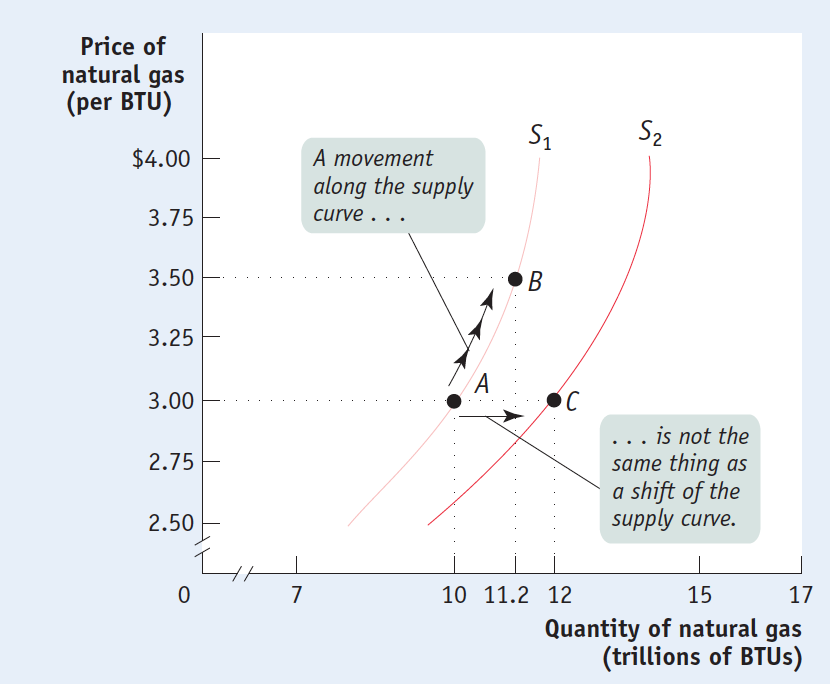 Price of
natural gas
(per BTU)
S1
S2
$4.00
A movement
along the supply
curve . . .
3.75
3.50
B
3.25
A
3.00
C
. . . is not the
same thing as
a shift of the
supply curve.
2.75
2.50
0
7
10
11.2
12
15
17
Quantity of natural gas
(trillions of BTUs)